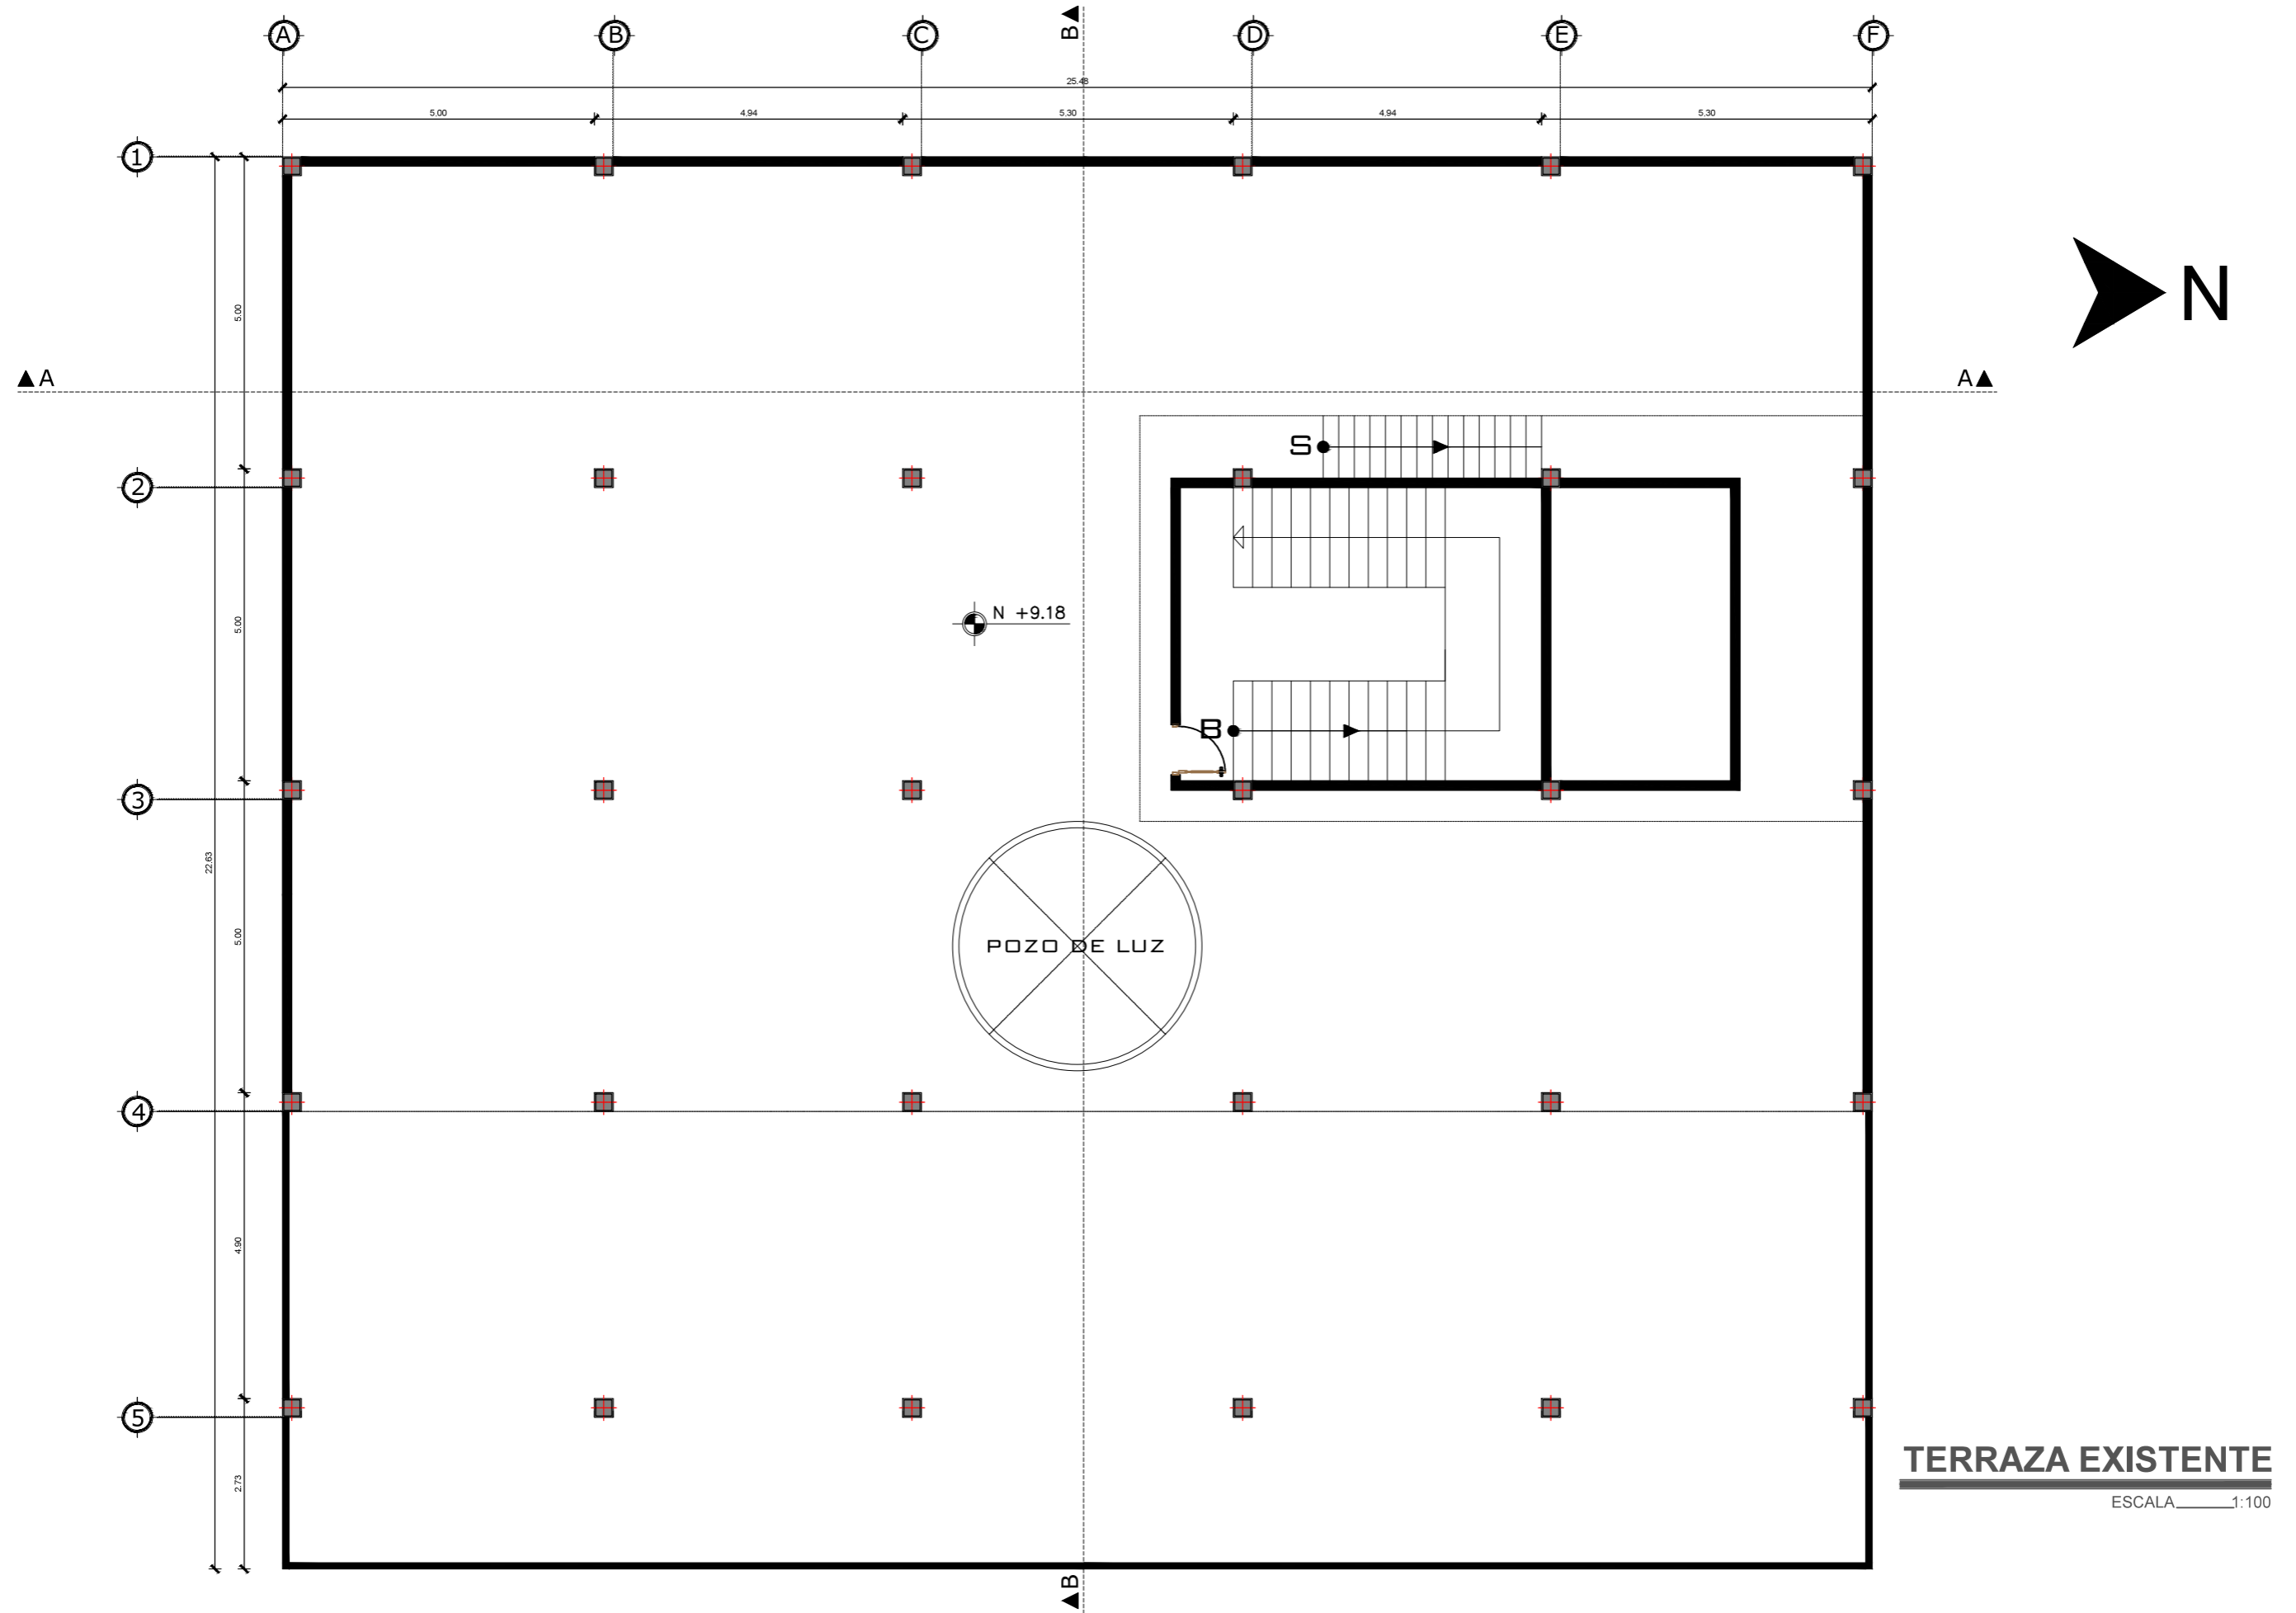 A B C B D E F
25.48
5.00 4.94 5.30 4.94 5.30
1
5.00
N
A A
S
2
N +9.18
5.00
B
3
22.63
5.00
POZO DE LUZ
4
4.90
5
TERRAZA EXISTENTE
2.73
ESCALA 1:100
B